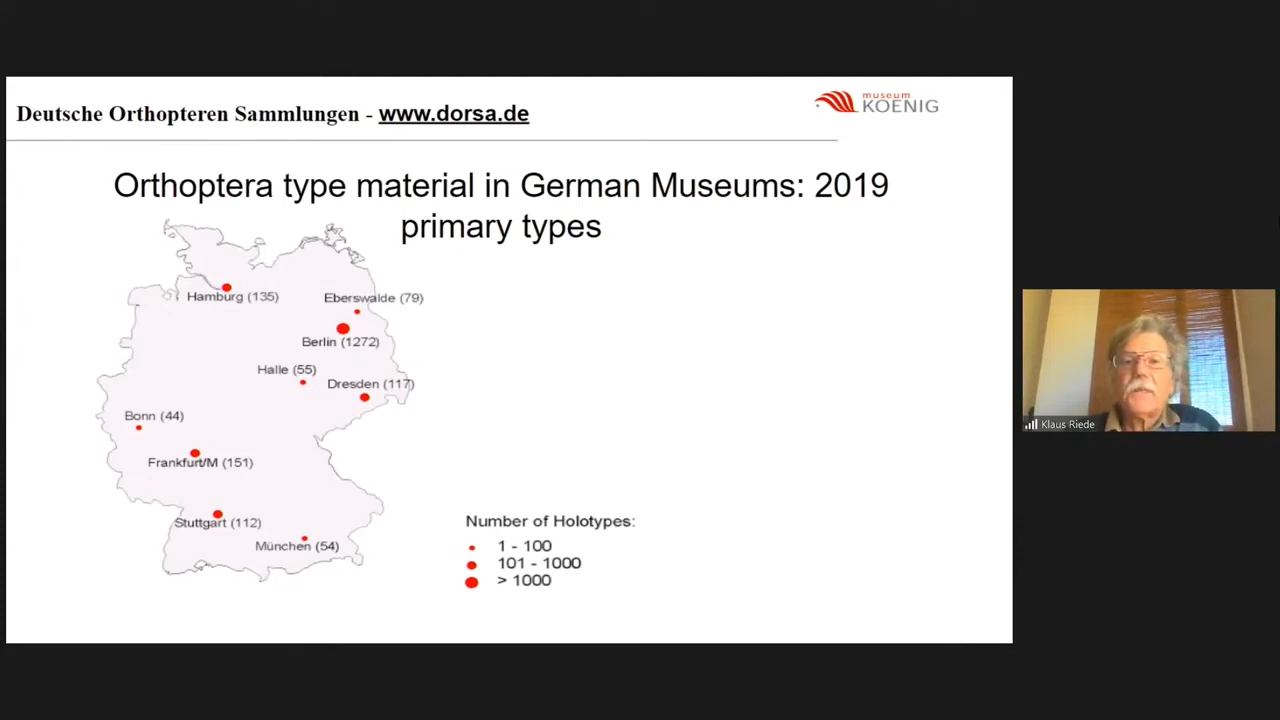 Deutsche Orthopteren Sammlungen - www.dorsa.de
museum
KOENIG
Orthoptera type material in German Museums: 2019
primary types
Hamburg (135)
Eberswalde (79)
Berlin (1272)
Halle (55)
Dresden (117)
Bonn (44)
Frankfurt/M (151)
Stuttgart (112)
München (54)
Number of Holotypes:
1 - 100
101 - 1000
> 1000
Klaus Riede